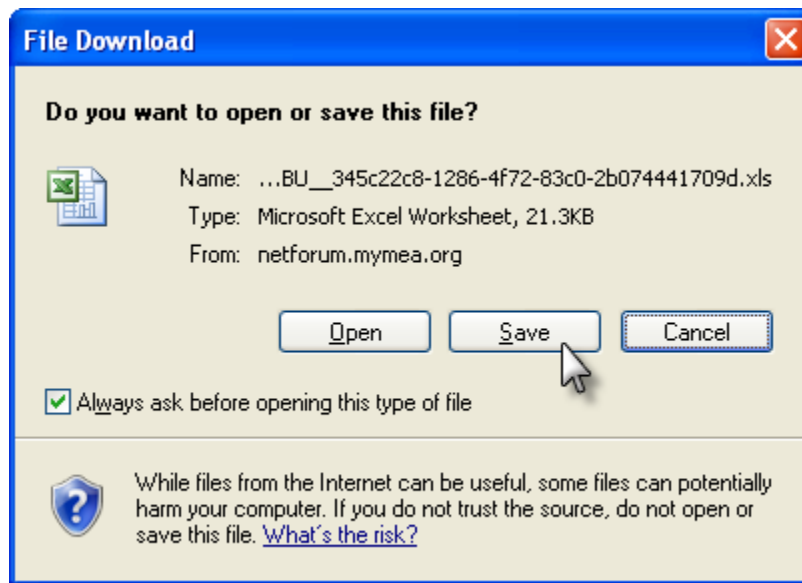 File Download
Do you want to open or save this file?
Name: ...BU__345c22c8-1286-4f72-83c0-2b074441709d.xls
Type: Microsoft Excel Worksheet, 21.3KB
From: netforum.mymea.org
Open Save Cancel
Always ask before opening this type of file
While files from the Internet can be useful, some files can potentially
harm your computer. If you do not trust the source, do not open or
save this file. What's the risk?